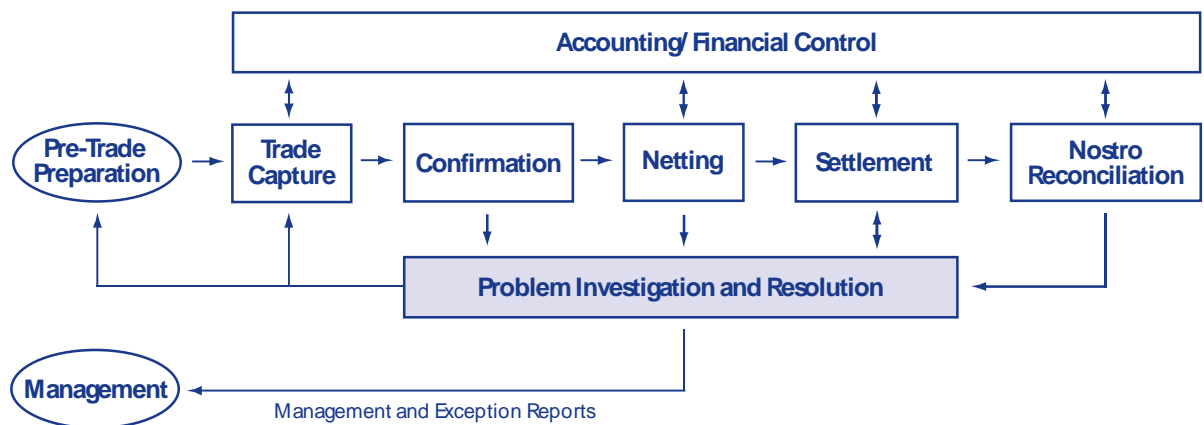 Accounting/ Financial Control
Pre-Trade
Preparation
Trade
Capture
Confirmation
Netting
Settlement
Nostro
Reconciliation
Problem Investigation and Resolution
Management
Management and Exception Reports